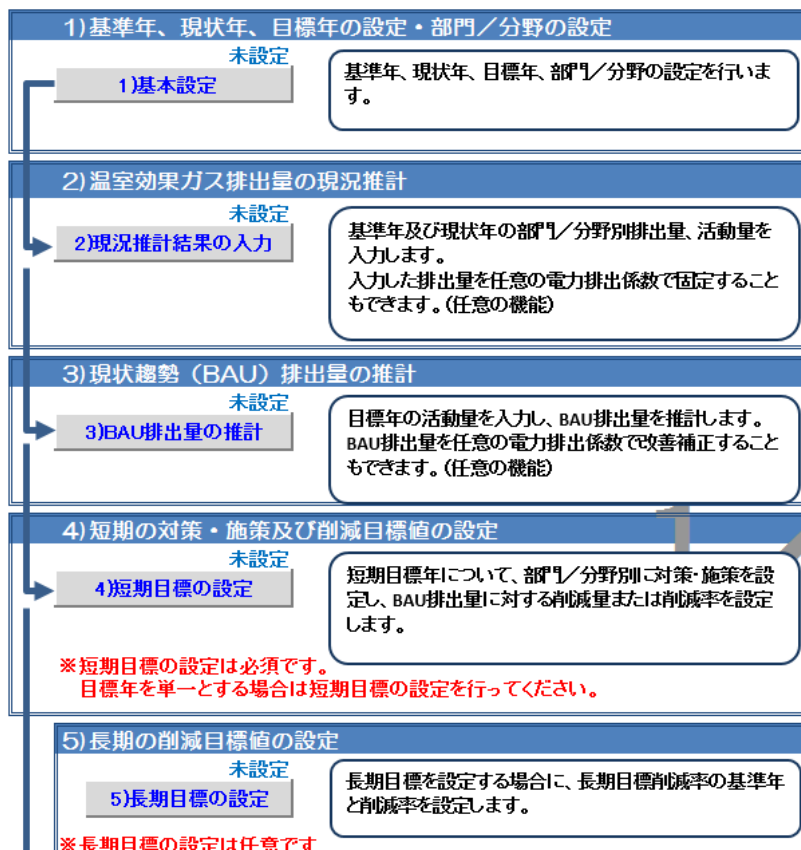 1)基準年、現状年、目標年の設定・部門／分野の設定
未設定
1)基本設定
基準年、現状年、目標年、部門／分野の設定を行いま
す。
2)温室効果ガス排出量の現況推計
未設定
2)現況推計結果の入力
基準年及び現状年の部門／分野別排出量、活動量を
入力します。
入力した排出量を任意の電力排出係数で固定すること
もできます。(任意の機能)
3)現状趨勢（BAU）排出量の推計
未設定
3)BAU排出量の推計
目標年の活動量を入力し、BAU排出量を推計します。
BAU排出量を任意の電力排出係数で改善補正すること
もできます。(任意の機能)
4)短期の対策・施策及び削減目標値の設定
未設定
4)短期目標の設定
短期目標年について、部門／分野別に対策・施策を設
定し、BAU排出量に対する削減量または削減率を設定
します。
※短期目標の設定は必須です。
目標年を単一とする場合は短期目標の設定を行ってください。
5)長期の削減目標値の設定
未設定
5)長期目標の設定
長期目標を設定する場合に、長期目標削減率の基準年
と削減率を設定します。
※長期目標の設定は任意です